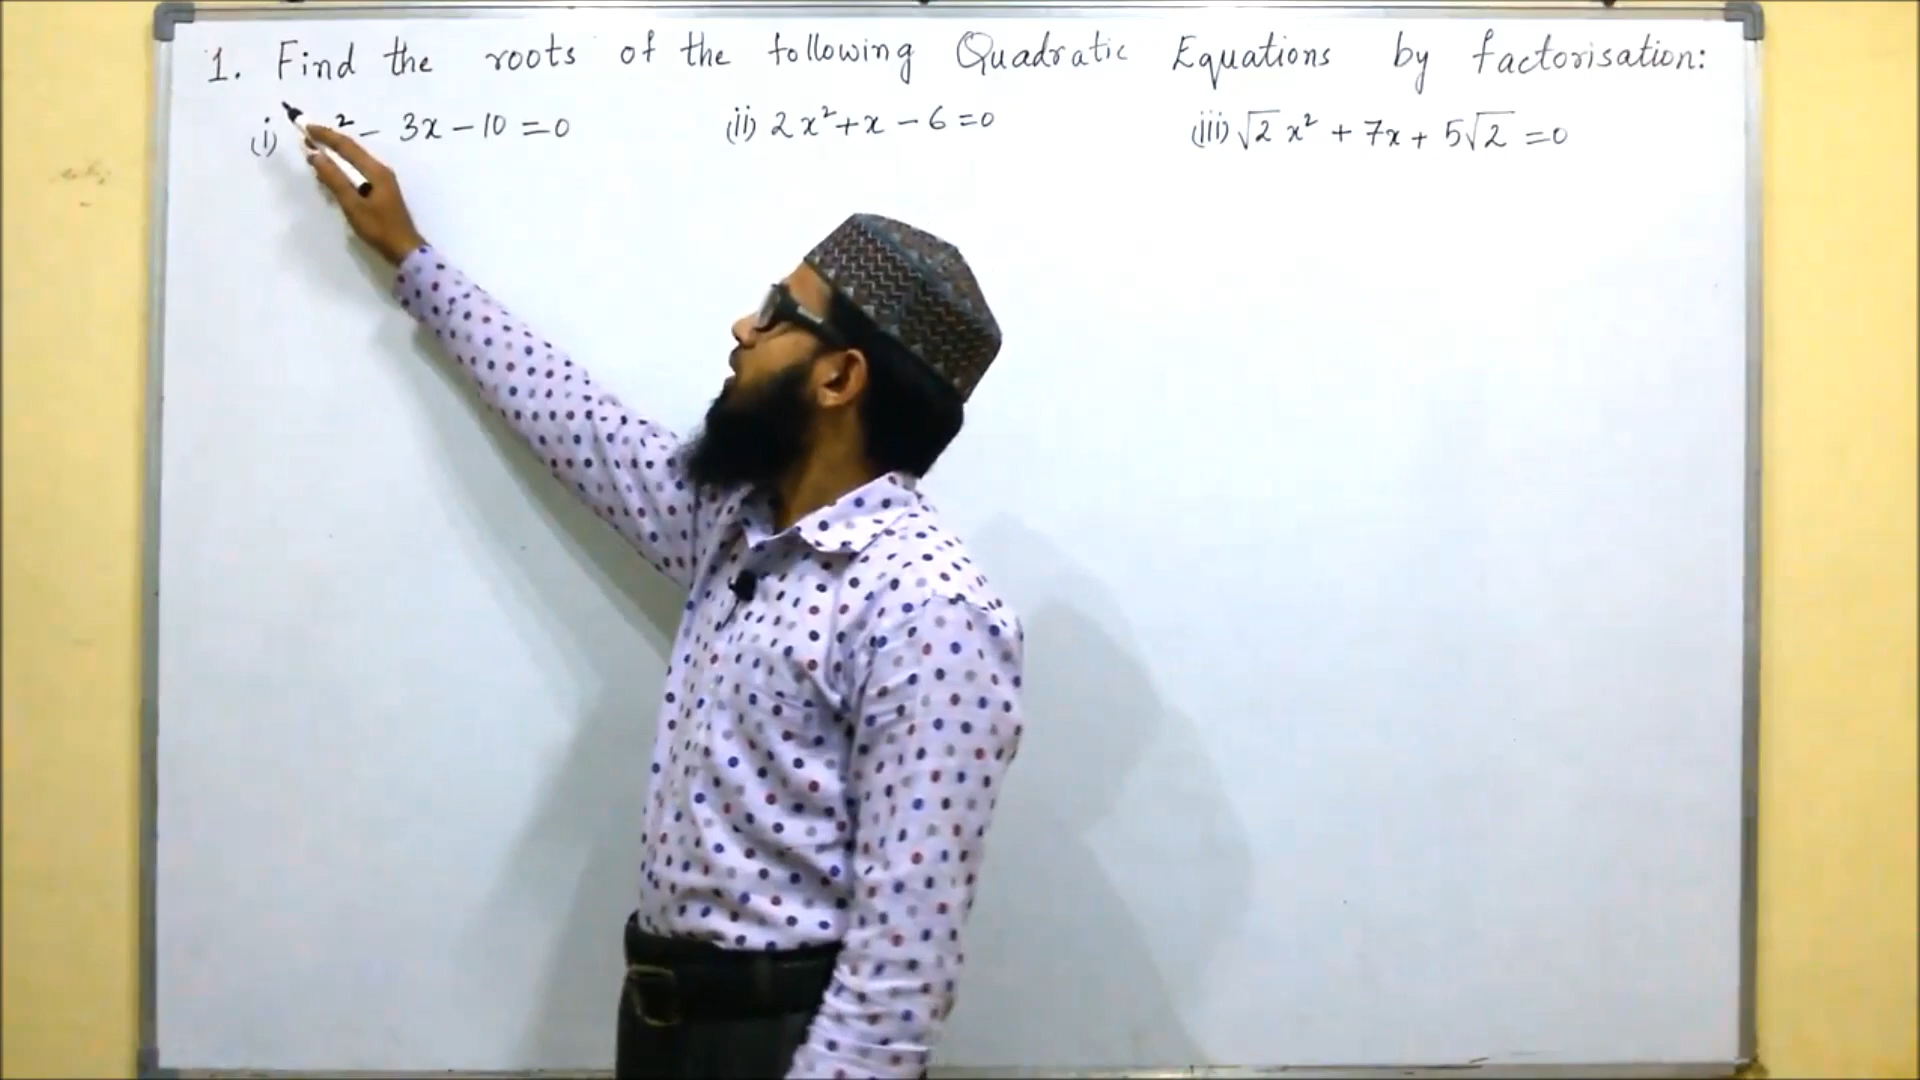 1. Find the roots of the following Quadratic Equations by factorisation:
(i) ² - 3x - 10 = 0 (ii) 2x² + x - 6 = 0 (iii) √2 x² + 7x + 5√2 = 0